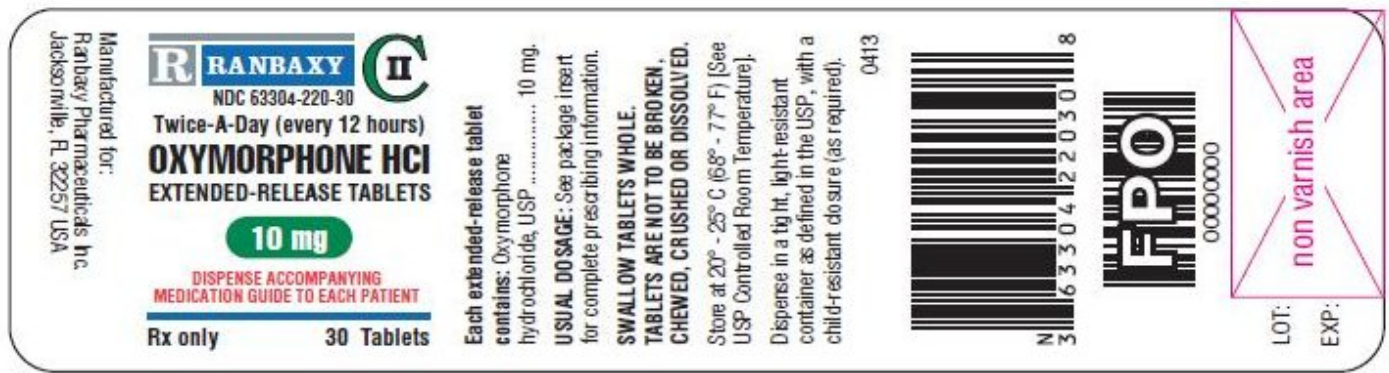 Manufactured for:
Ranbaxy Pharmaceuticals Inc.
Jacksonville, FL 32257 USA
R RANBAXY
CII
NDC 63304-220-30
Twice-A-Day (every 12 hours)
OXYMORPHONE HCl
EXTENDED-RELEASE TABLETS
10 mg
DISPENSE ACCOMPANYING
MEDICATION GUIDE TO EACH PATIENT
Rx only 30 Tablets
Each extended-release tablet
contains: Oxymorphone
hydrochloride, USP ................ 10 mg.
USUAL DOSAGE: See package insert
for complete prescribing information.
SWALLOW TABLETS WHOLE.
TABLETS ARE NOT TO BE BROKEN,
CHEWED, CRUSHED OR DISSOLVED.
Store at 20° - 25° C (68° - 77° F) [See
USP Controlled Room Temperature].
Dispense in a tight, light-resistant
container as defined in the USP, with a
child-resistant closure (as required).
0413
N
3 63304 22030 8
FPO
00000000
non varnish area
LOT:
EXP: